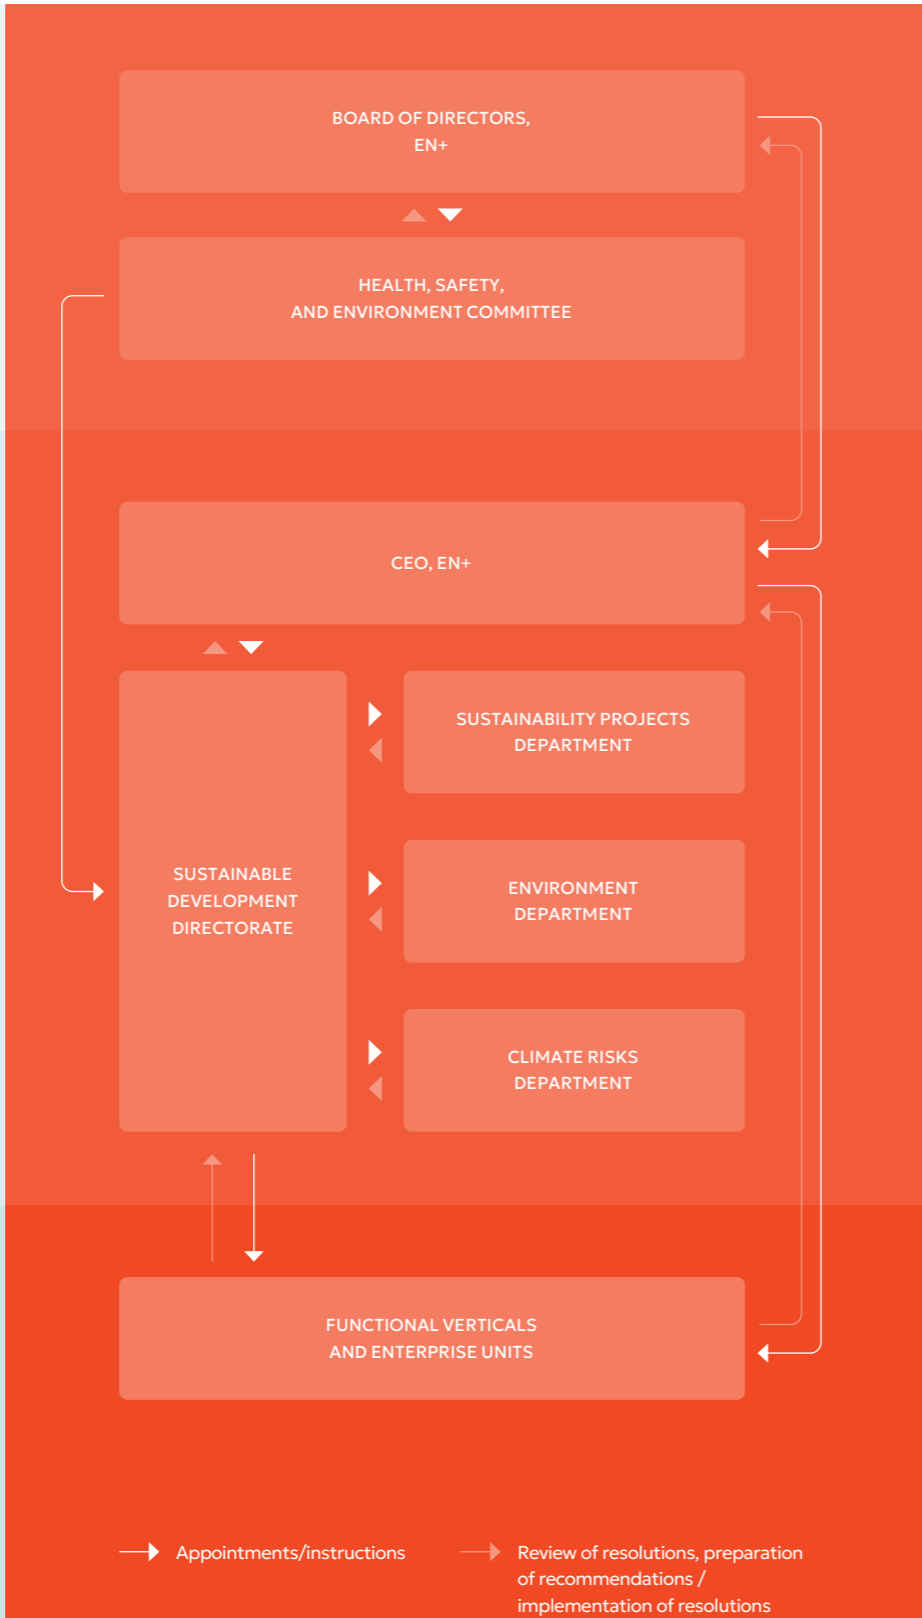 BOARD OF DIRECTORS,
EN+
HEALTH, SAFETY,
AND ENVIRONMENT COMMITTEE
CEO, EN+
SUSTAINABLE
DEVELOPMENT
DIRECTORATE
SUSTAINABILITY PROJECTS
DEPARTMENT
ENVIRONMENT
DEPARTMENT
CLIMATE RISKS
DEPARTMENT
FUNCTIONAL VERTICALS
AND ENTERPRISE UNITS
Appointments/instructions
Review of resolutions, preparation
of recommendations /
implementation of resolutions